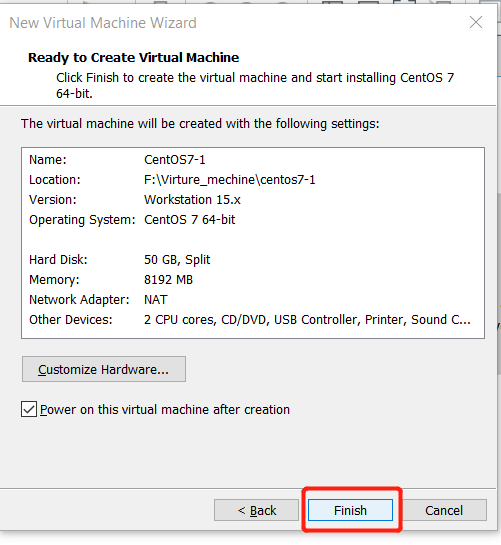 New Virtual Machine Wizard
Ready to Create Virtual Machine
Click Finish to create the virtual machine and start installing CentOS 7
64-bit.
The virtual machine will be created with the following settings:
Name: CentOS7-1
Location: F:\Virture_mechine\centos7-1
Version: Workstation 15.x
Operating System: CentOS 7 64-bit
Hard Disk: 50 GB, Split
Memory: 8192 MB
Network Adapter: NAT
Other Devices: 2 CPU cores, CD/DVD, USB Controller, Printer, Sound C...
Customize Hardware...
Power on this virtual machine after creation
< Back Finish Cancel